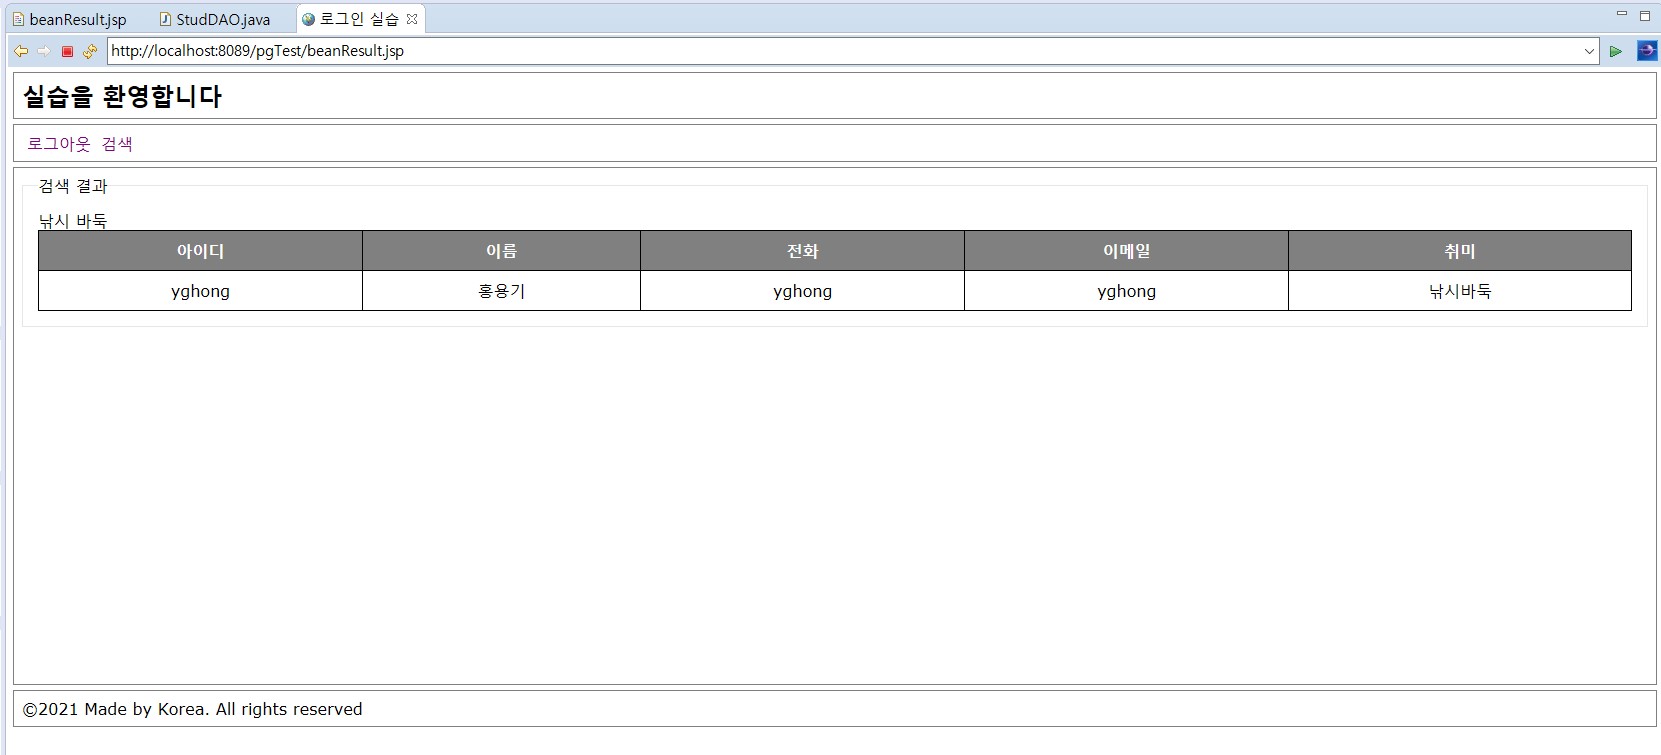 beanResult.jsp StudDAO.java 로그인 실습
http://localhost:8089/pgTest/beanResult.jsp
실습을 환영합니다
로그아웃 검색
검색 결과
낚시 바둑
아이디 이름 전화 이메일 취미
yghong 홍용기 yghong yghong 낚시바둑
©2021 Made by Korea. All rights reserved